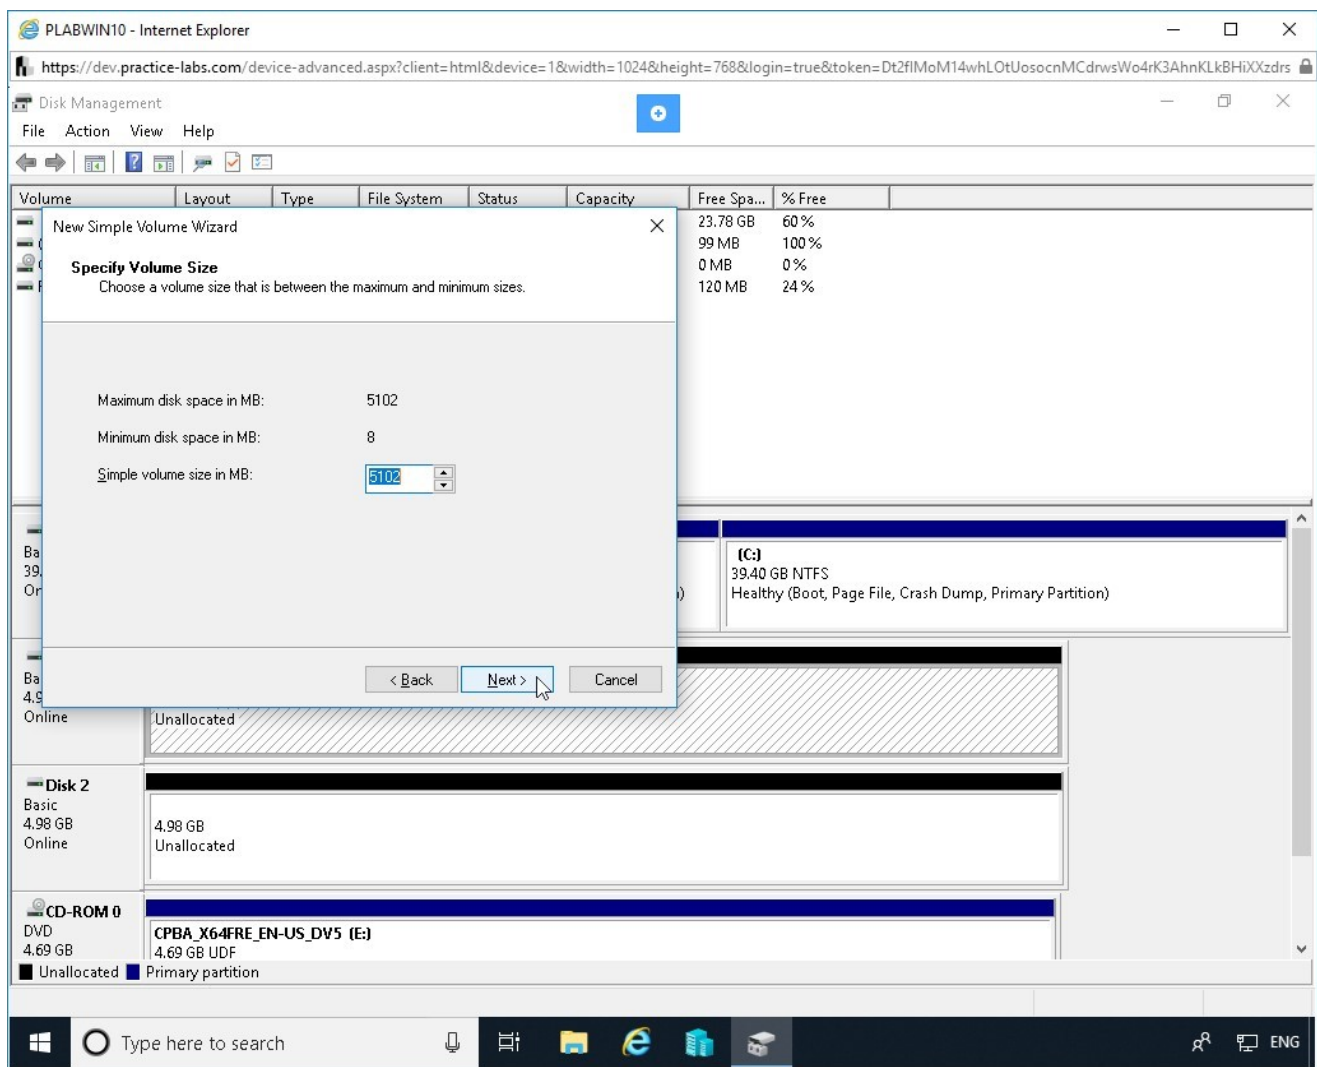 PLABWIN10 - Internet Explorer
https://dev.practice-labs.com/device-advanced.aspx?client=html&device=1&width=1024&height=768&login=true&token=Dt2flMoM14whLOtUosocnMCdrwsWo4rK3AhnKLkBHiXXzdrs
Disk Management
File Action View Help
Volume Layout Type File System Status Capacity Free Spa... % Free
23.78 GB 60 %
99 MB 100 %
0 MB 0 %
120 MB 24 %
New Simple Volume Wizard
Specify Volume Size
Choose a volume size that is between the maximum and minimum sizes.
Maximum disk space in MB: 5102
Minimum disk space in MB: 8
Simple volume size in MB: 5102
< Back Next > Cancel
Ba
39.
On
(C:)
39.40 GB NTFS
Healthy (Boot, Page File, Crash Dump, Primary Partition)
Ba
4.9
Online
Unallocated
Disk 2
Basic
4.98 GB
Online
4.98 GB
Unallocated
CD-ROM 0
DVD
4.69 GB
CPBA_X64FRE_EN-US_DV5 (E:)
4.69 GB UDF
Unallocated Primary partition
Type here to search
ENG